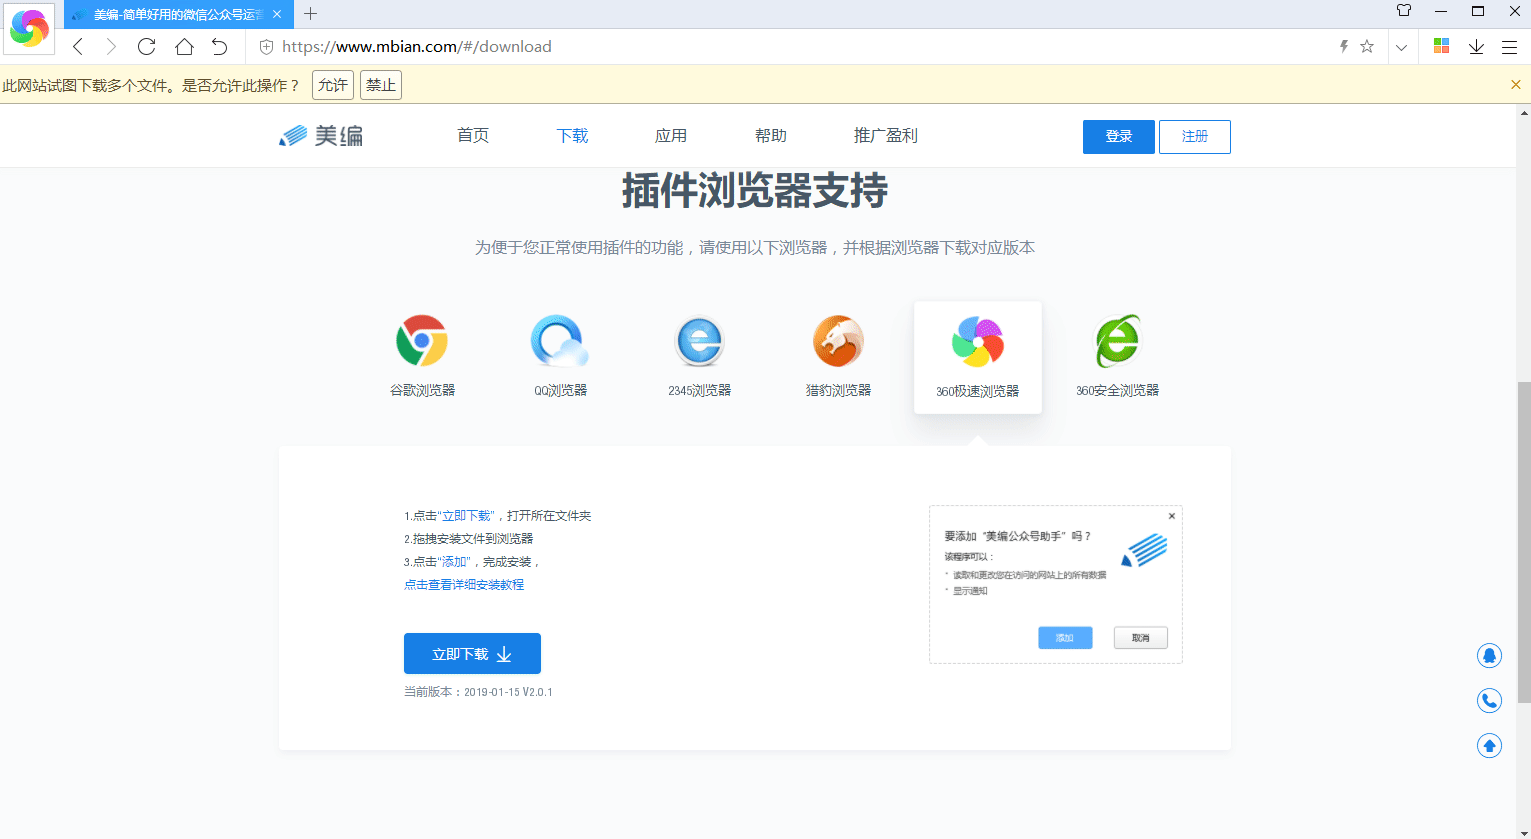 美编-简单好用的微信公众号运营
https://www.mbian.com/#/download
此网站试图下载多个文件。是否允许此操作？ 允许 禁止
美编 首页 下载 应用 帮助 推广盈利 登录 注册
插件浏览器支持
为便于您正常使用插件的功能，请使用以下浏览器，并根据浏览器下载对应版本
谷歌浏览器 QQ浏览器 2345浏览器 猎豹浏览器 360极速浏览器 360安全浏览器
1.点击“立即下载”，打开所在文件夹
2.拖拽安装文件到浏览器
3.点击“添加”，完成安装，
点击查看详细安装教程
立即下载
当前版本：2019-01-15 V2.0.1
要添加“美编公众号助手”吗？
该程序可以：
* 读取和更改您在访问的网站上的所有数据
* 显示通知
添加 取消